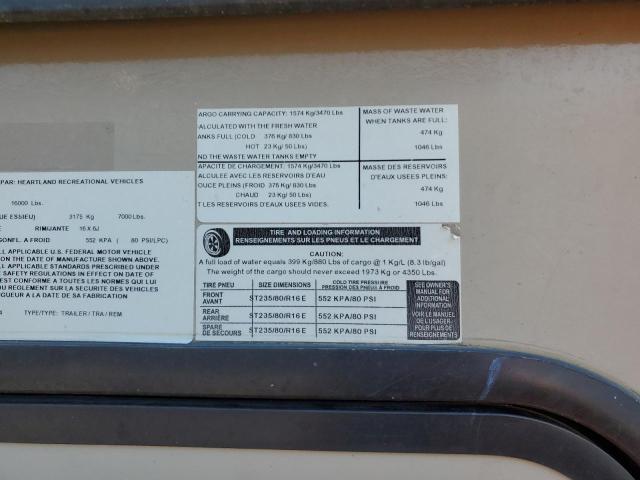 PAR: HEARTLAND RECREATIONAL VEHICLES
16000 Lbs.
UE ESSIEU) 3175 Kg 7000 Lbs.
RIM/JANTE 16 X 6J
GONFL. A FROID 552 KPA ( 80 PSI/LPC)
ALL APPLICABLE U.S. FEDERAL MOTOR VEHICLE
ON THE DATE OF MANUFACTURE SHOWN ABOVE.
LL APPLICABLE STANDARDS PRESCRIBED UNDER
E SAFETY REGULATIONS IN EFFECT ON THE DATE
EST CONFORME A TOUTES LES NORMES QUI LUI
DU REGLEMENT SUR LA SECURITE DES VEHICLES
GUEUR A LA DATE DE SA FABRICATION
4 TYPE/TYPE: TRAILER / TRA / REM
ARGO CARRYING CAPACITY: 1574 Kg/3470 Lbs
ALCULATED WITH THE FRESH WATER
ANKS FULL (COLD 376 Kg/ 830 Lbs
HOT 23 Kg/ 50 Lbs)
ND THE WASTE WATER TANKS EMPTY
MASS OF WASTE WATER
WHEN TANKS ARE FULL:
474 Kg
1046 Lbs
APACITE DE CHARGEMENT: 1574 Kg/3470 Lbs
ALCULEE AVEC LES RESERVOIRS D'EAU
OUCE PLEINS (FROID 376 Kg/ 830 Lbs
CHAUD 23 Kg/ 50 Lbs)
T LES RESERVOIRS D'EAUX USEES VIDES.
MASSE DES RESERVOIRS
D'EAUX USEES PLEINS:
474 Kg
1046 Lbs
TIRE AND LOADING INFORMATION
RENSEIGNEMENTS SUR LES PNEUS ET LE CHARGEMENT
CAUTION:
A full load of water equals 399 Kg/880 Lbs of cargo @ 1 Kg/L (8.3 lb/gal)
The weight of the cargo should never exceed 1973 Kg or 4350 Lbs.
TIRE PNEU SIZE DIMENSIONS COLD TIRE PRESSURE
PRESSION DES PNEUS À FROID
FRONT
AVANT ST235/80/R16 E 552 KPA/80 PSI
REAR
ARRIÈRE ST235/80/R16 E 552 KPA/80 PSI
SPARE
DE SECOURS ST235/80/R16 E 552 KPA/80 PSI
SEE OWNER'S
MANUAL FOR
ADDITIONAL
INFORMATION
VOIR LE MANUEL
DE L'USAGER
POUR PLUS DE
RENSEIGNEMENTS